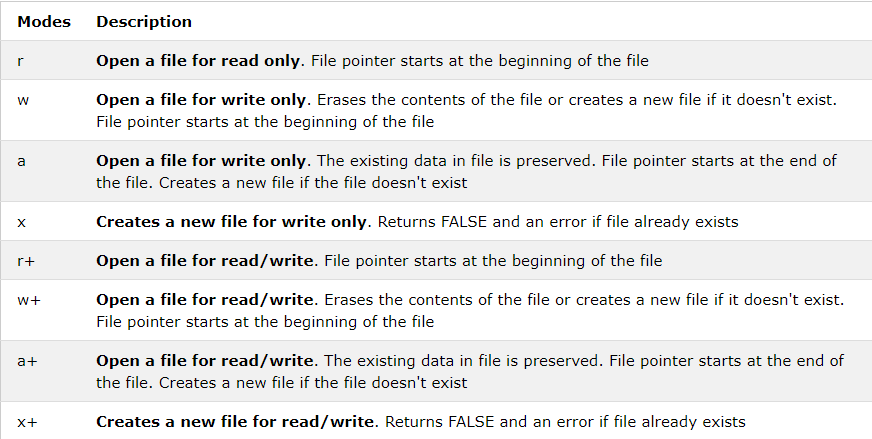 Modes Description
r Open a file for read only. File pointer starts at the beginning of the file
w Open a file for write only. Erases the contents of the file or creates a new file if it doesn't exist.
File pointer starts at the beginning of the file
a Open a file for write only. The existing data in file is preserved. File pointer starts at the end of
the file. Creates a new file if the file doesn't exist
x Creates a new file for write only. Returns FALSE and an error if file already exists
r+ Open a file for read/write. File pointer starts at the beginning of the file
w+ Open a file for read/write. Erases the contents of the file or creates a new file if it doesn't exist.
File pointer starts at the beginning of the file
a+ Open a file for read/write. The existing data in file is preserved. File pointer starts at the end of
the file. Creates a new file if the file doesn't exist
x+ Creates a new file for read/write. Returns FALSE and an error if file already exists